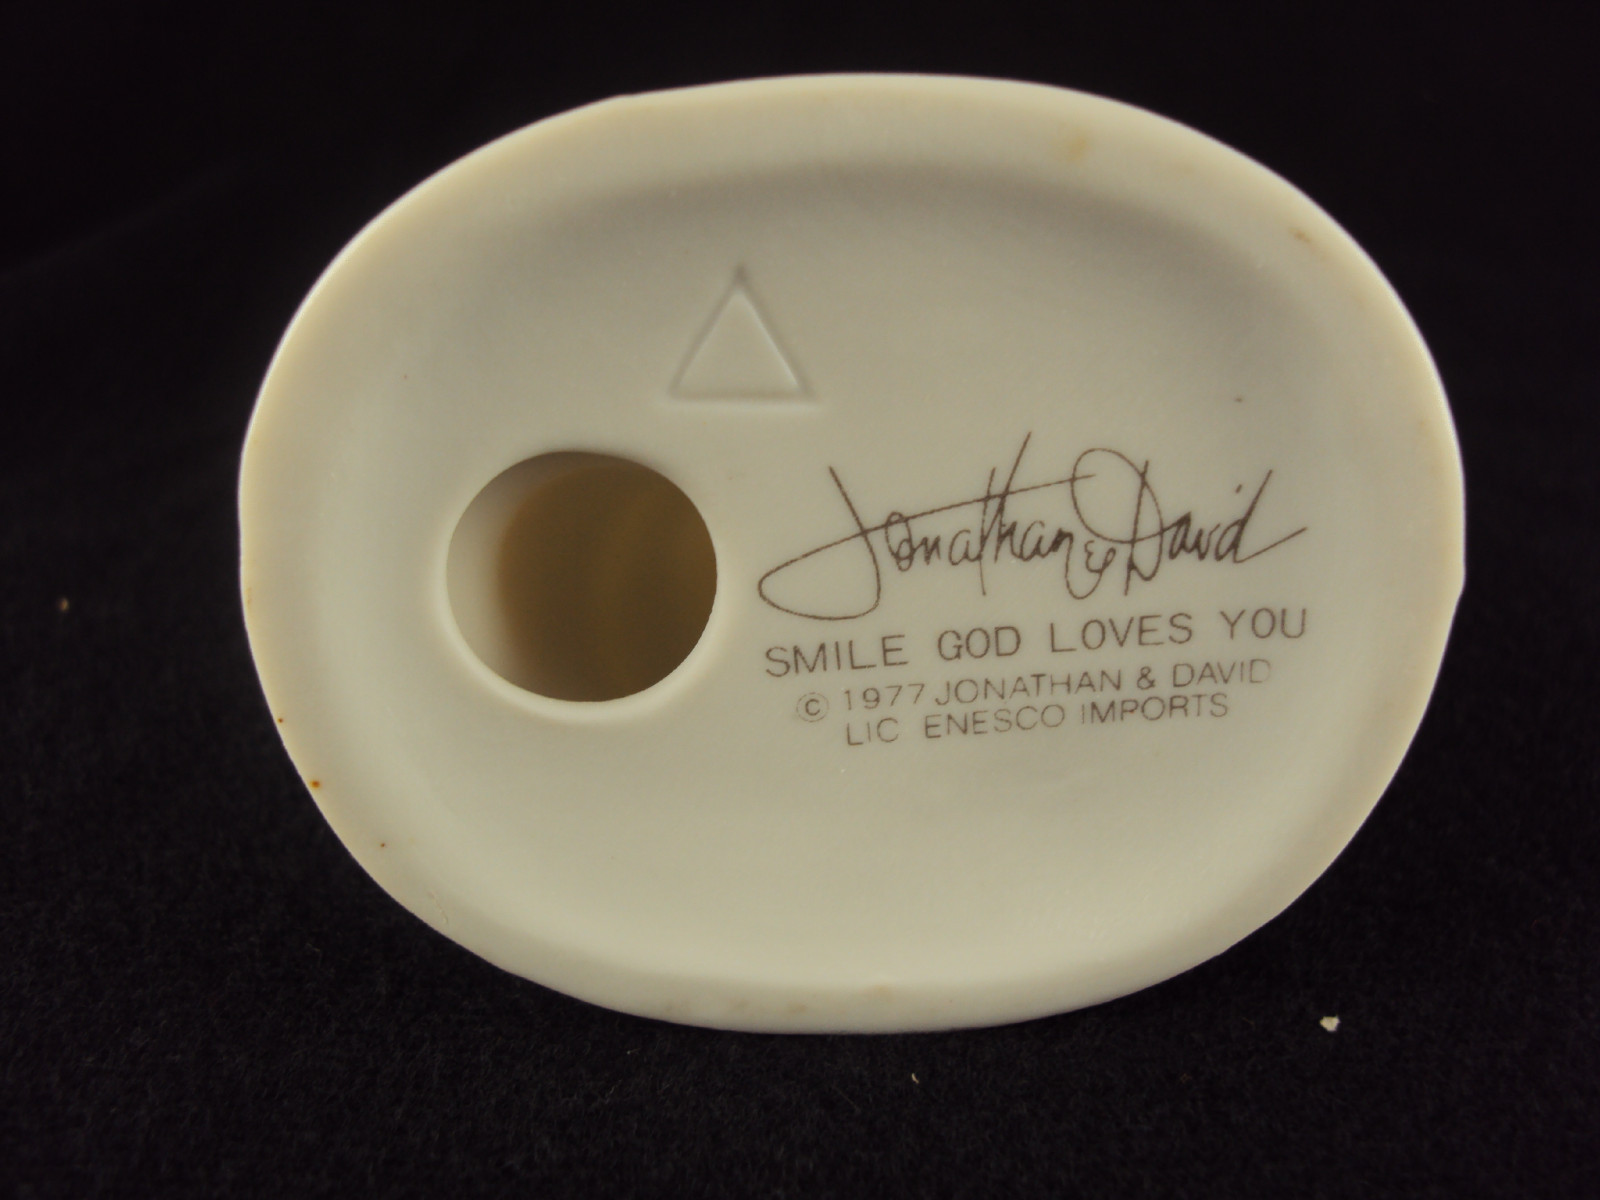 Jonathan & David
SMILE GOD LOVES YOU
© 1977 JONATHAN & DAVID
LIC ENESCO IMPORTS